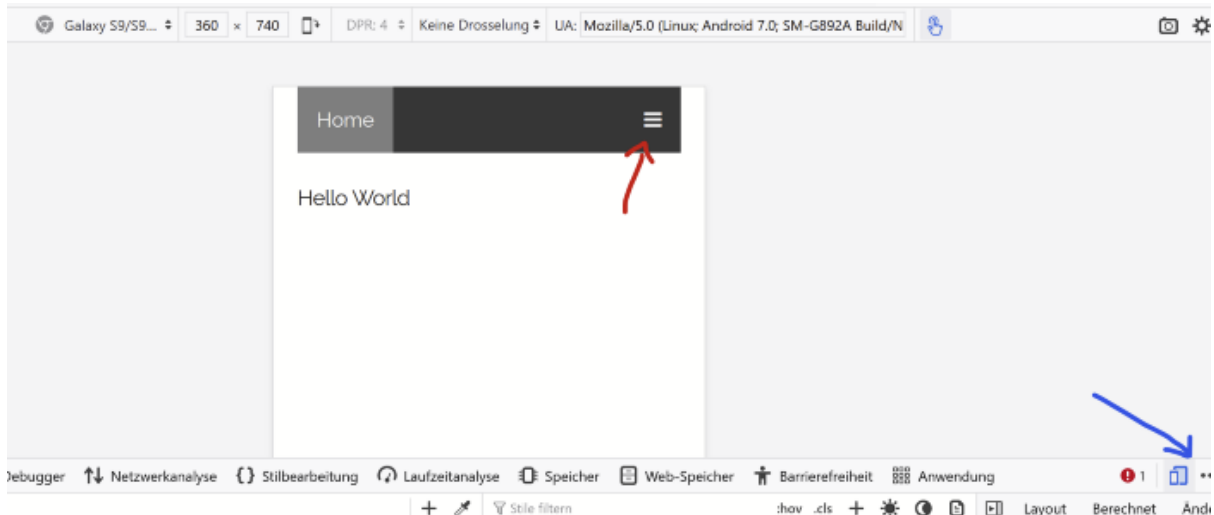 Galaxy S9/S9... 360 × 740 DPR: 4 Keine Drosselung UA: Mozilla/5.0 (Linux; Android 7.0; SM-G892A Build/N
Home
Hello World
Debugger Netzwerkanalyse Stilbearbeitung Laufzeitanalyse Speicher Web-Speicher Barrierefreiheit Anwendung 1
Stile filtern :hov .cls Layout Berechnet Ände